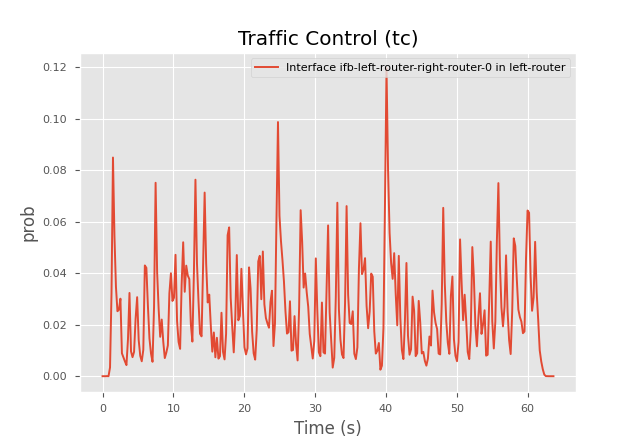 Traffic Control (tc)
Interface ifb-left-router-right-router-0 in left-router
0.12
0.10
0.08
0.06
0.04
0.02
0.00
prob
0 10 20 30 40 50 60
Time (s)